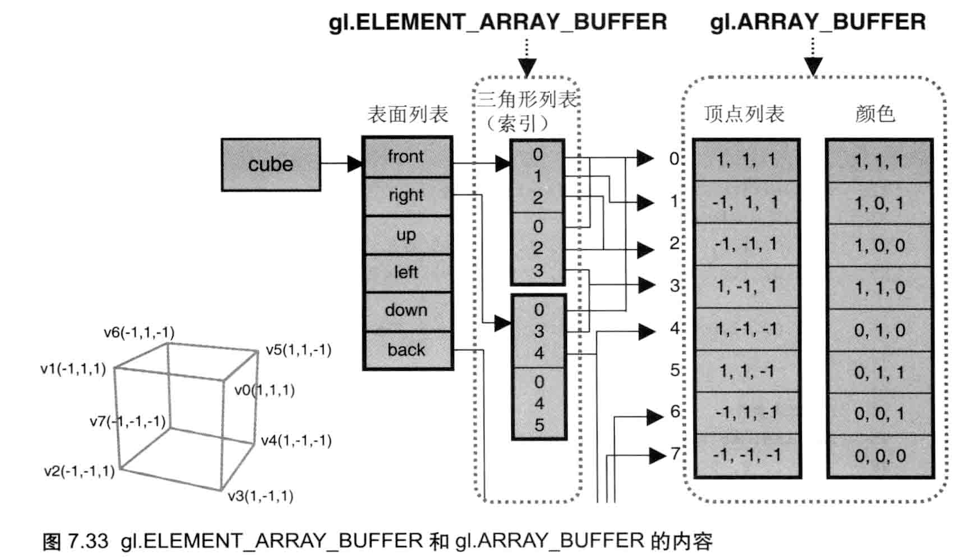 gl.ELEMENT_ARRAY_BUFFER
gl.ARRAY_BUFFER
表面列表
三角形列表
（索引）
顶点列表
颜色
cube
front
right
up
left
down
back
0
1
2
0
2
3
0
3
4
0
4
5
0 1, 1, 1 1, 1, 1
1 -1, 1, 1 1, 0, 1
2 -1, -1, 1 1, 0, 0
3 1, -1, 1 1, 1, 0
4 1, -1, -1 0, 1, 0
5 1, 1, -1 0, 1, 1
6 -1, 1, -1 0, 0, 1
7 -1, -1, -1 0, 0, 0
v6(-1,1,-1)
v5(1,1,-1)
v1(-1,1,1)
v0(1,1,1)
v7(-1,-1,-1)
v4(1,-1,-1)
v2(-1,-1,1)
v3(1,-1,1)
图 7.33 gl.ELEMENT_ARRAY_BUFFER 和 gl.ARRAY_BUFFER 的内容